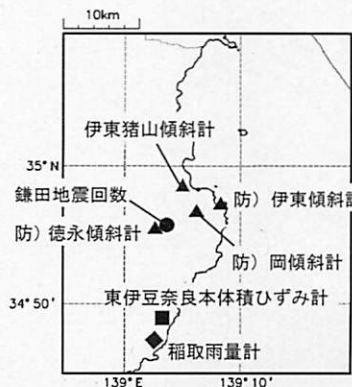 10km
伊東猪山傾斜計
35°N
鎌田地震回数
防）伊東傾斜計
防）徳永傾斜計
防）岡傾斜計
34°50'
東伊豆奈良本体積ひずみ計
稲取雨量計
139°E
139°10'